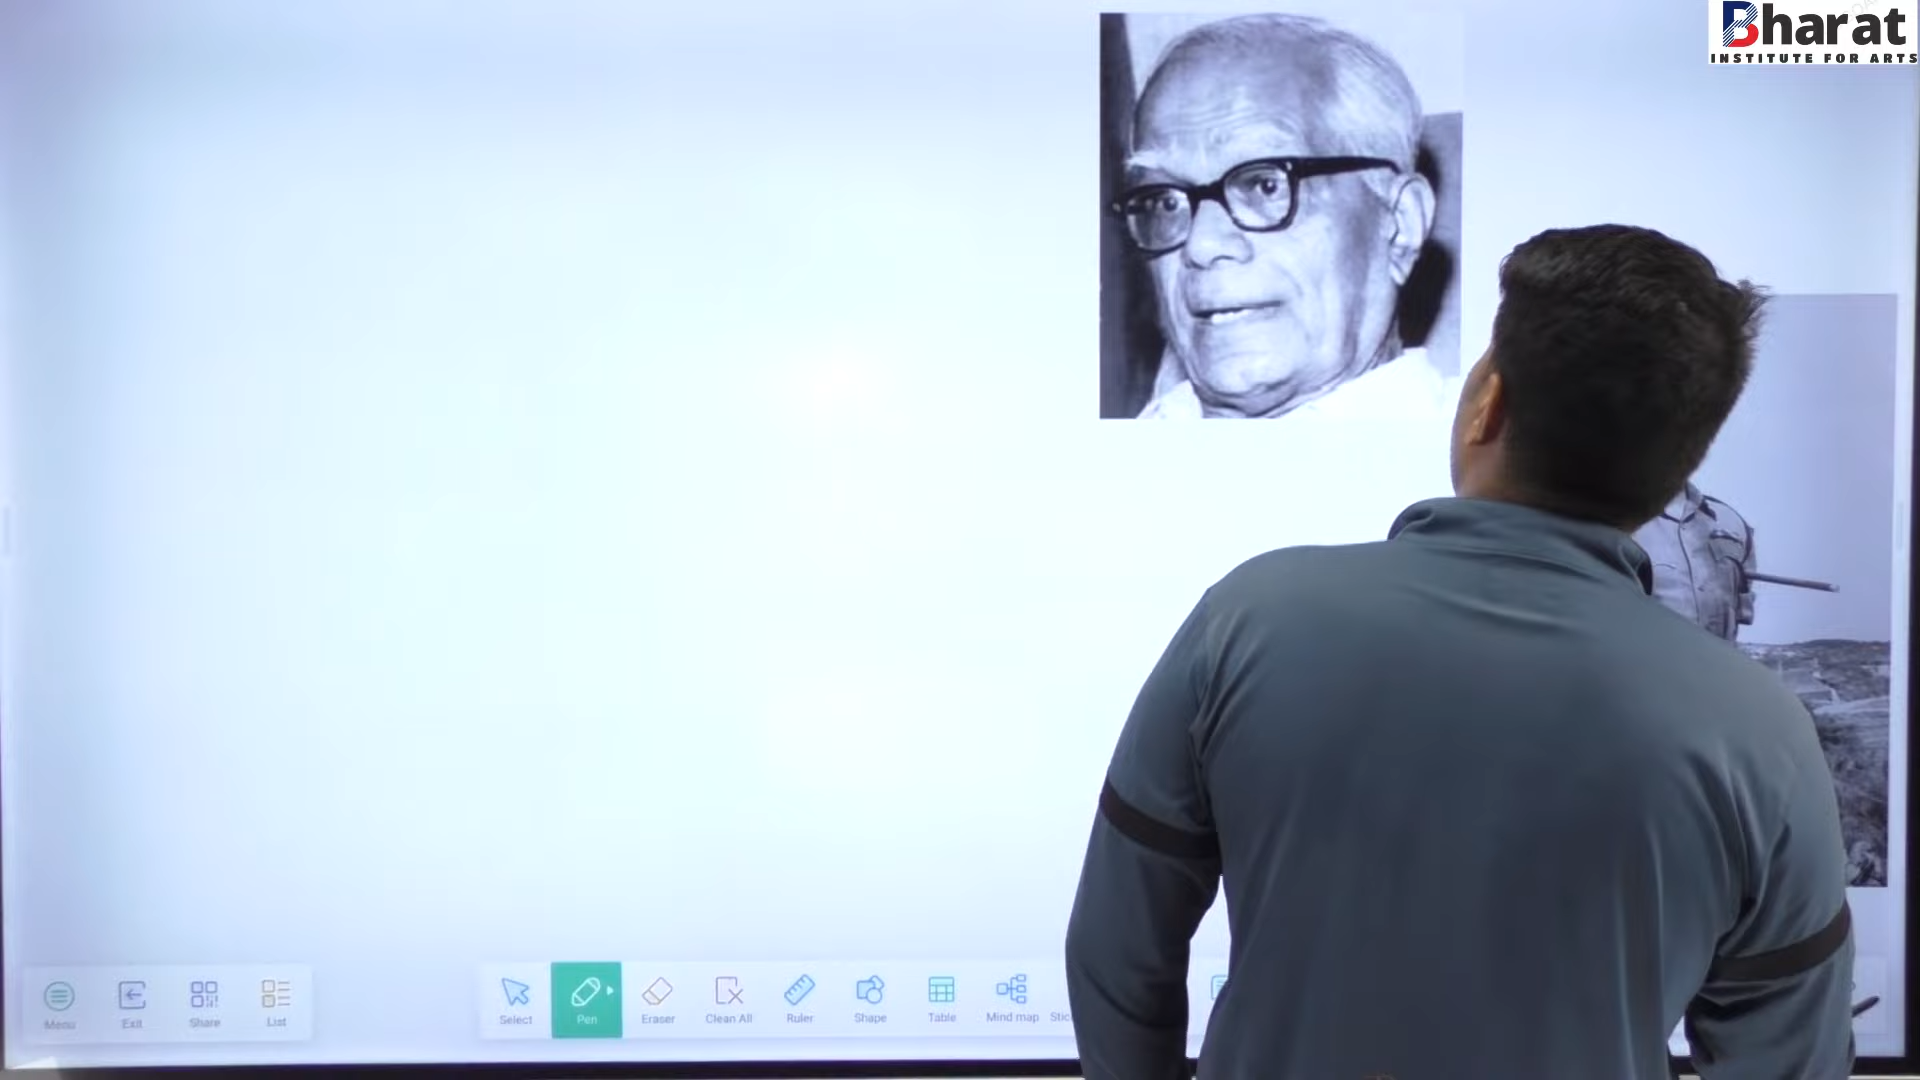 Bharat
INSTITUTE FOR ARTS
Menu
Exit
Share
List
Select
Pen
Eraser
Clean All
Ruler
Shape
Table
Mind map